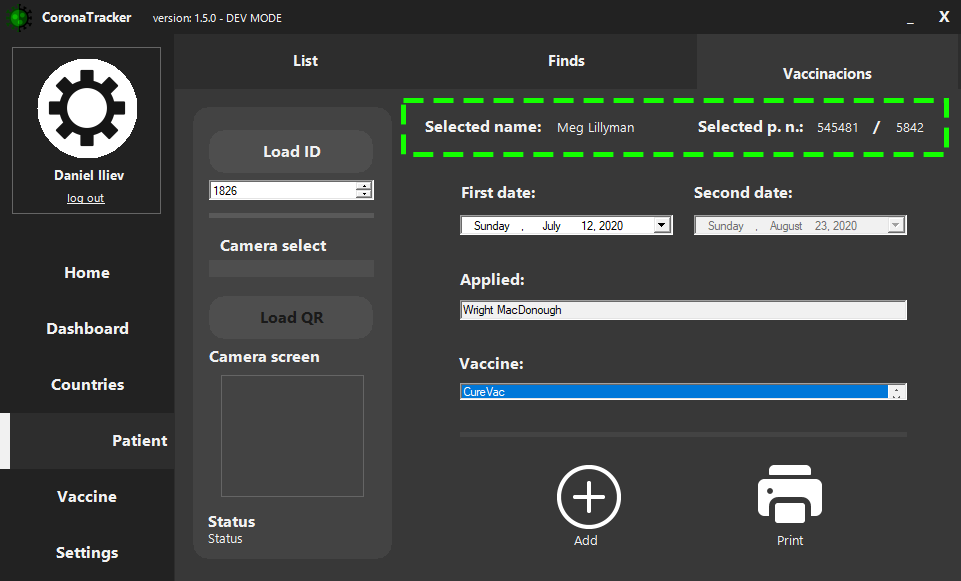 CoronaTracker version: 1.5.0 - DEV MODE _ X
Daniel Iliev
log out
Home
Dashboard
Countries
Patient
Vaccine
Settings
List Finds Vaccinacions
Load ID
1826
Camera select
Load QR
Camera screen
Status
Status
Selected name: Meg Lillyman Selected p. n.: 545481 / 5842
First date: Second date:
Sunday , July 12, 2020 Sunday , August 23, 2020
Applied:
Wright MacDonough
Vaccine:
CureVac
Add Print